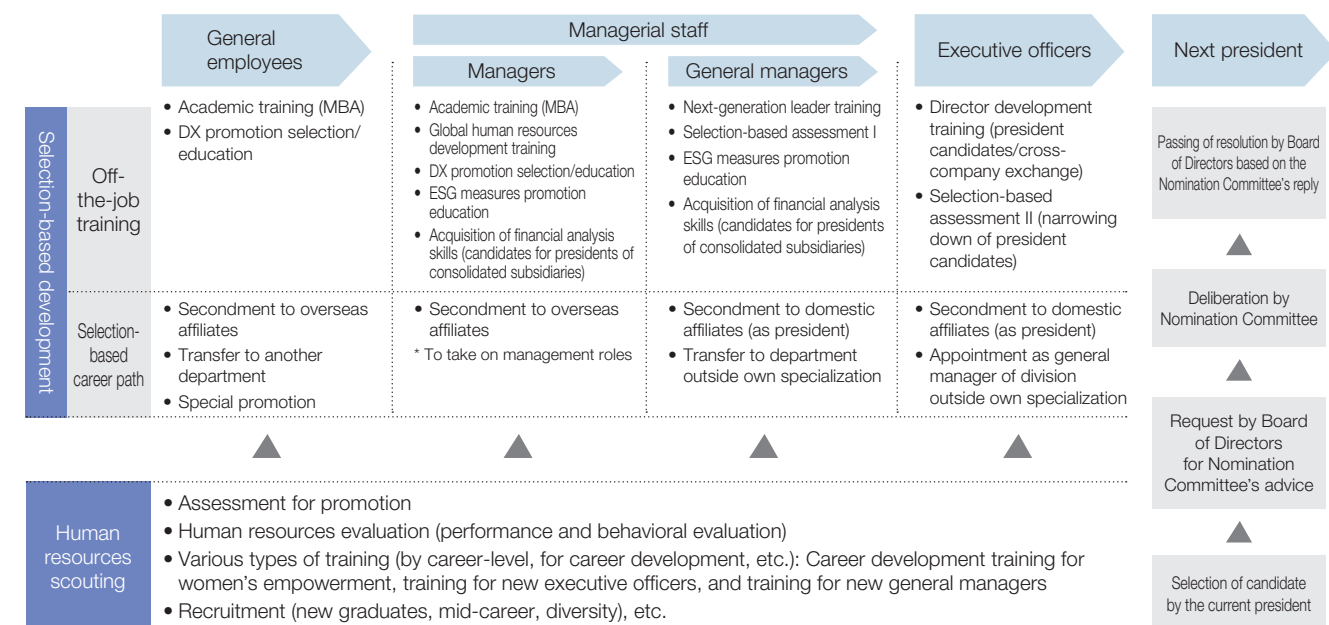 General
employees
Managerial staff
Managers
General managers
Executive officers
Next president
Selection-based development
Off-
the-job
training
• Academic training (MBA)
• DX promotion selection/
education
• Academic training (MBA)
• Global human resources
development training
• DX promotion selection/education
• ESG measures promotion
education
• Acquisition of financial analysis
skills (candidates for presidents of
consolidated subsidiaries)
• Next-generation leader training
• Selection-based assessment I
• ESG measures promotion
education
• Acquisition of financial analysis
skills (candidates for presidents
of consolidated subsidiaries)
• Director development
training (president
candidates/cross-
company exchange)
• Selection-based
assessment II (narrowing
down of president
candidates)
Selection-
based
career path
• Secondment to overseas
affiliates
• Transfer to another
department
• Special promotion
• Secondment to overseas
affiliates
* To take on management roles
• Secondment to domestic
affiliates (as president)
• Transfer to department
outside own specialization
• Secondment to domestic
affiliates (as president)
• Appointment as general
manager of division
outside own specialization
Human
resources
scouting
• Assessment for promotion
• Human resources evaluation (performance and behavioral evaluation)
• Various types of training (by career-level, for career development, etc.): Career development training for
women's empowerment, training for new executive officers, and training for new general managers
• Recruitment (new graduates, mid-career, diversity), etc.
Passing of resolution by Board
of Directors based on the
Nomination Committee's reply
Deliberation by
Nomination Committee
Request by Board
of Directors
for Nomination
Committee's advice
Selection of candidate
by the current president